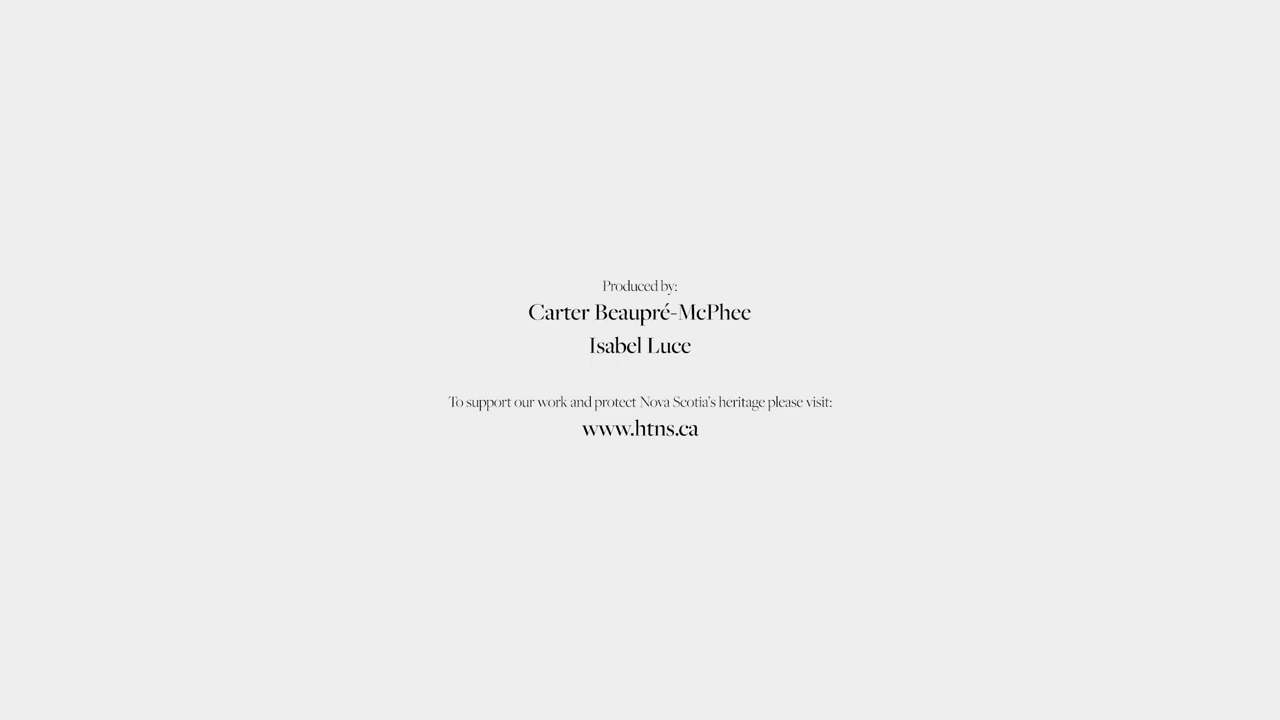 Produced by:
Carter Beaupré-McPhee
Isabel Luce
To support our work and protect Nova Scotia's heritage please visit:
www.htns.ca